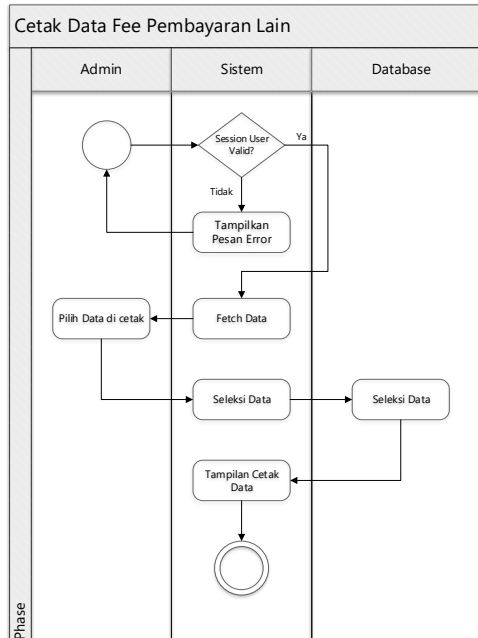 Cetak Data Fee Pembayaran Lain
Admin
Sistem
Database
Session User
Valid?
Ya
Tidak
Tampilkan
Pesan Error
Pilih Data di cetak
Fetch Data
Seleksi Data
Seleksi Data
Tampilan Cetak
Data
Phase